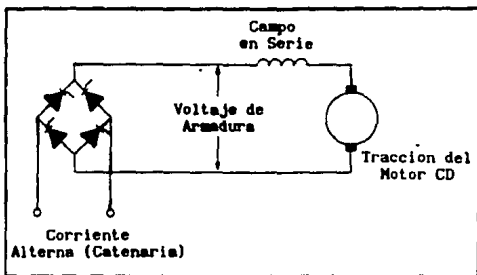 Campo
en Serie
Voltaje de
Armadura
Traccion del
Motor CD
Corriente
Alterna (Catenaria)